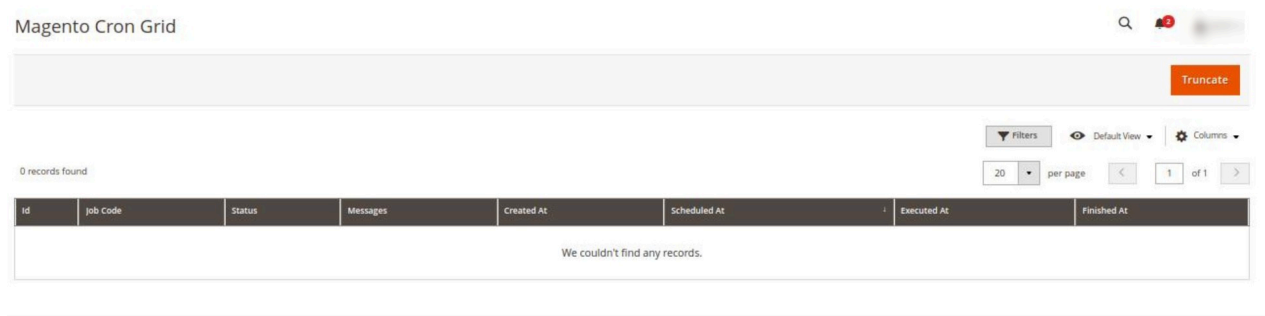 Magento Cron Grid
2
Truncate
Filters
Default View
Columns
0 records found
20
per page
1
of 1
Id
Job Code
Status
Messages
Created At
Scheduled At
Executed At
Finished At
We couldn't find any records.